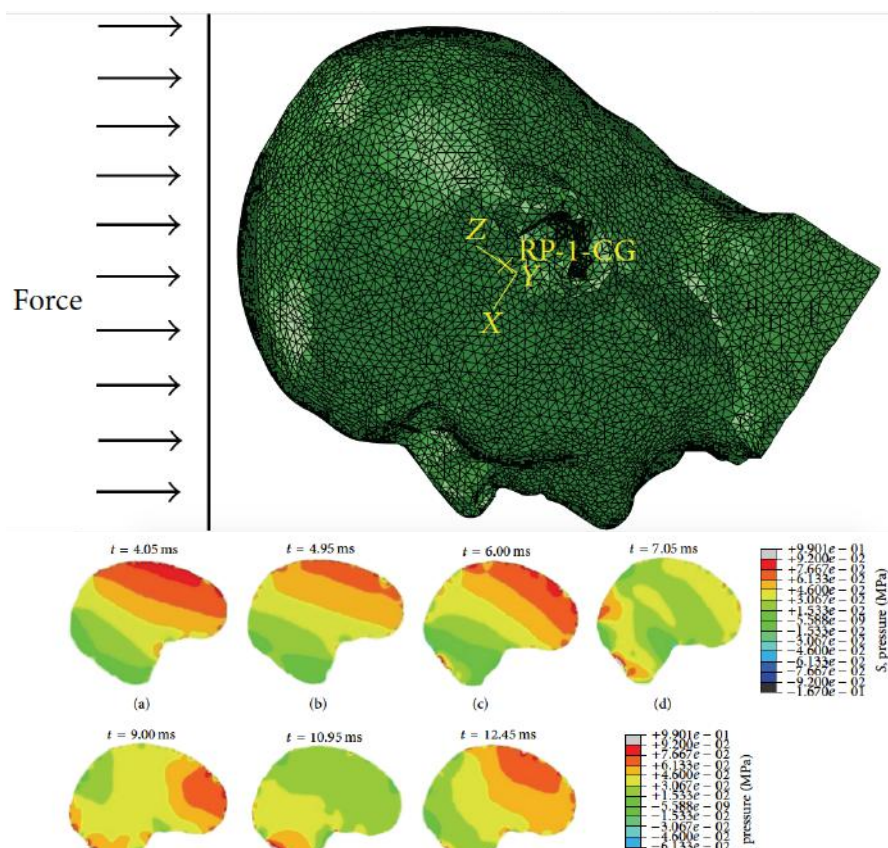 Force
Z
RP-1-CG
Y
X
t = 4.05 ms
t = 4.95 ms
t = 6.00 ms
t = 7.05 ms
(a)
(b)
(c)
(d)
+9.901e − 01
+9.200e − 02
+7.667e − 02
+6.133e − 02
+4.600e − 02
+3.067e − 02
+1.533e − 02
−5.588e − 09
−1.533e − 02
−3.067e − 02
−4.600e − 02
−6.133e − 02
−7.667e − 02
−9.200e − 02
−1.670e − 01
S, pressure (MPa)
t = 9.00 ms
t = 10.95 ms
t = 12.45 ms
+9.901e − 01
+9.200e − 02
+7.667e − 02
+6.133e − 02
+4.600e − 02
+3.067e − 02
+1.533e − 02
−5.588e − 09
−1.533e − 02
−3.067e − 02
−4.600e − 02
−6.133e − 02
pressure (MPa)